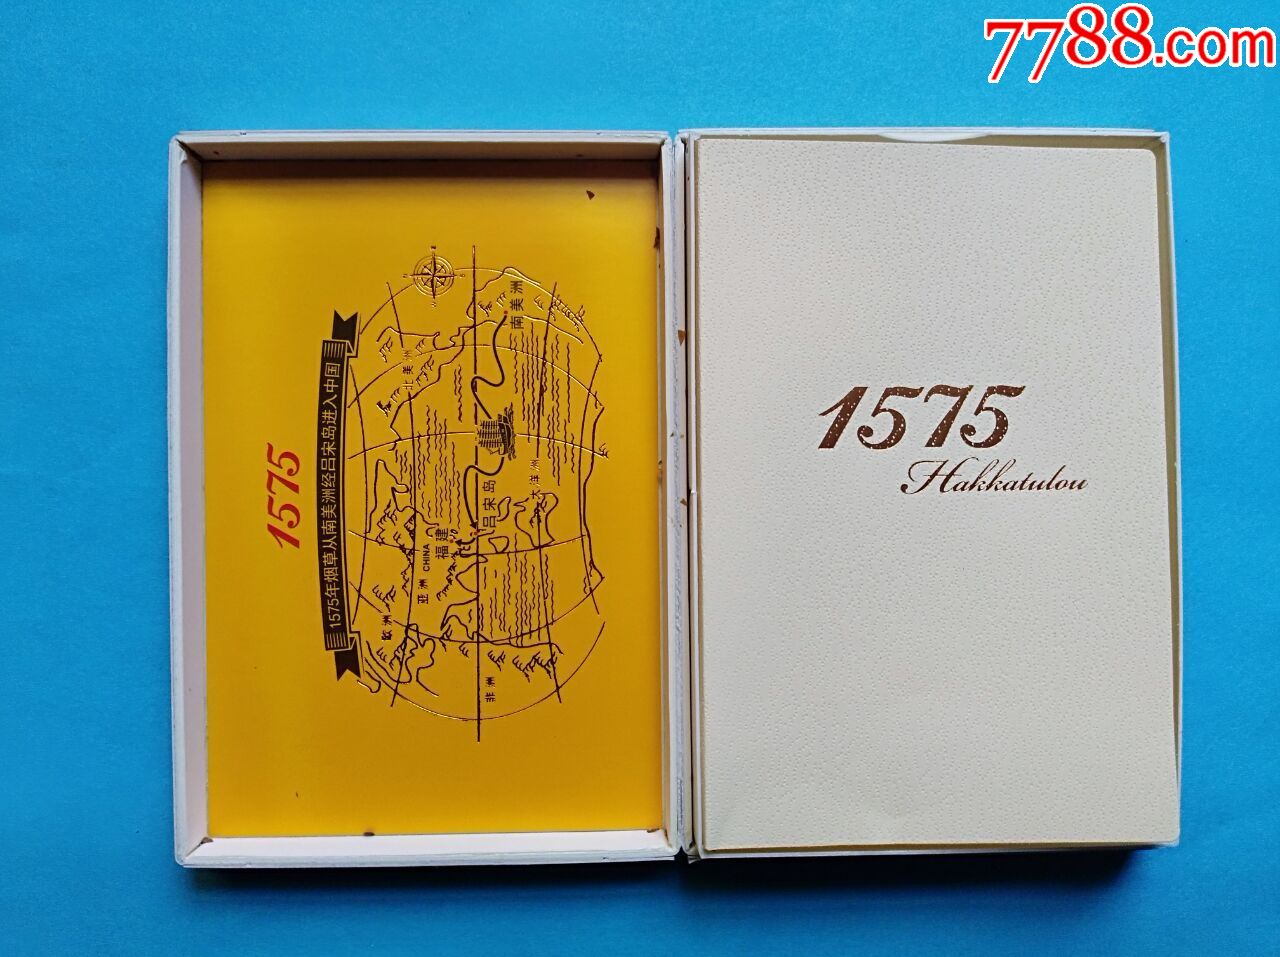 7788.com
1575
1575年烟草从南美洲经吕宋岛进入中国
北美洲
南美洲
大洋洲
吕宋岛
福建
亚洲 CHINA
欧洲
非洲
1575
Hakkatulou